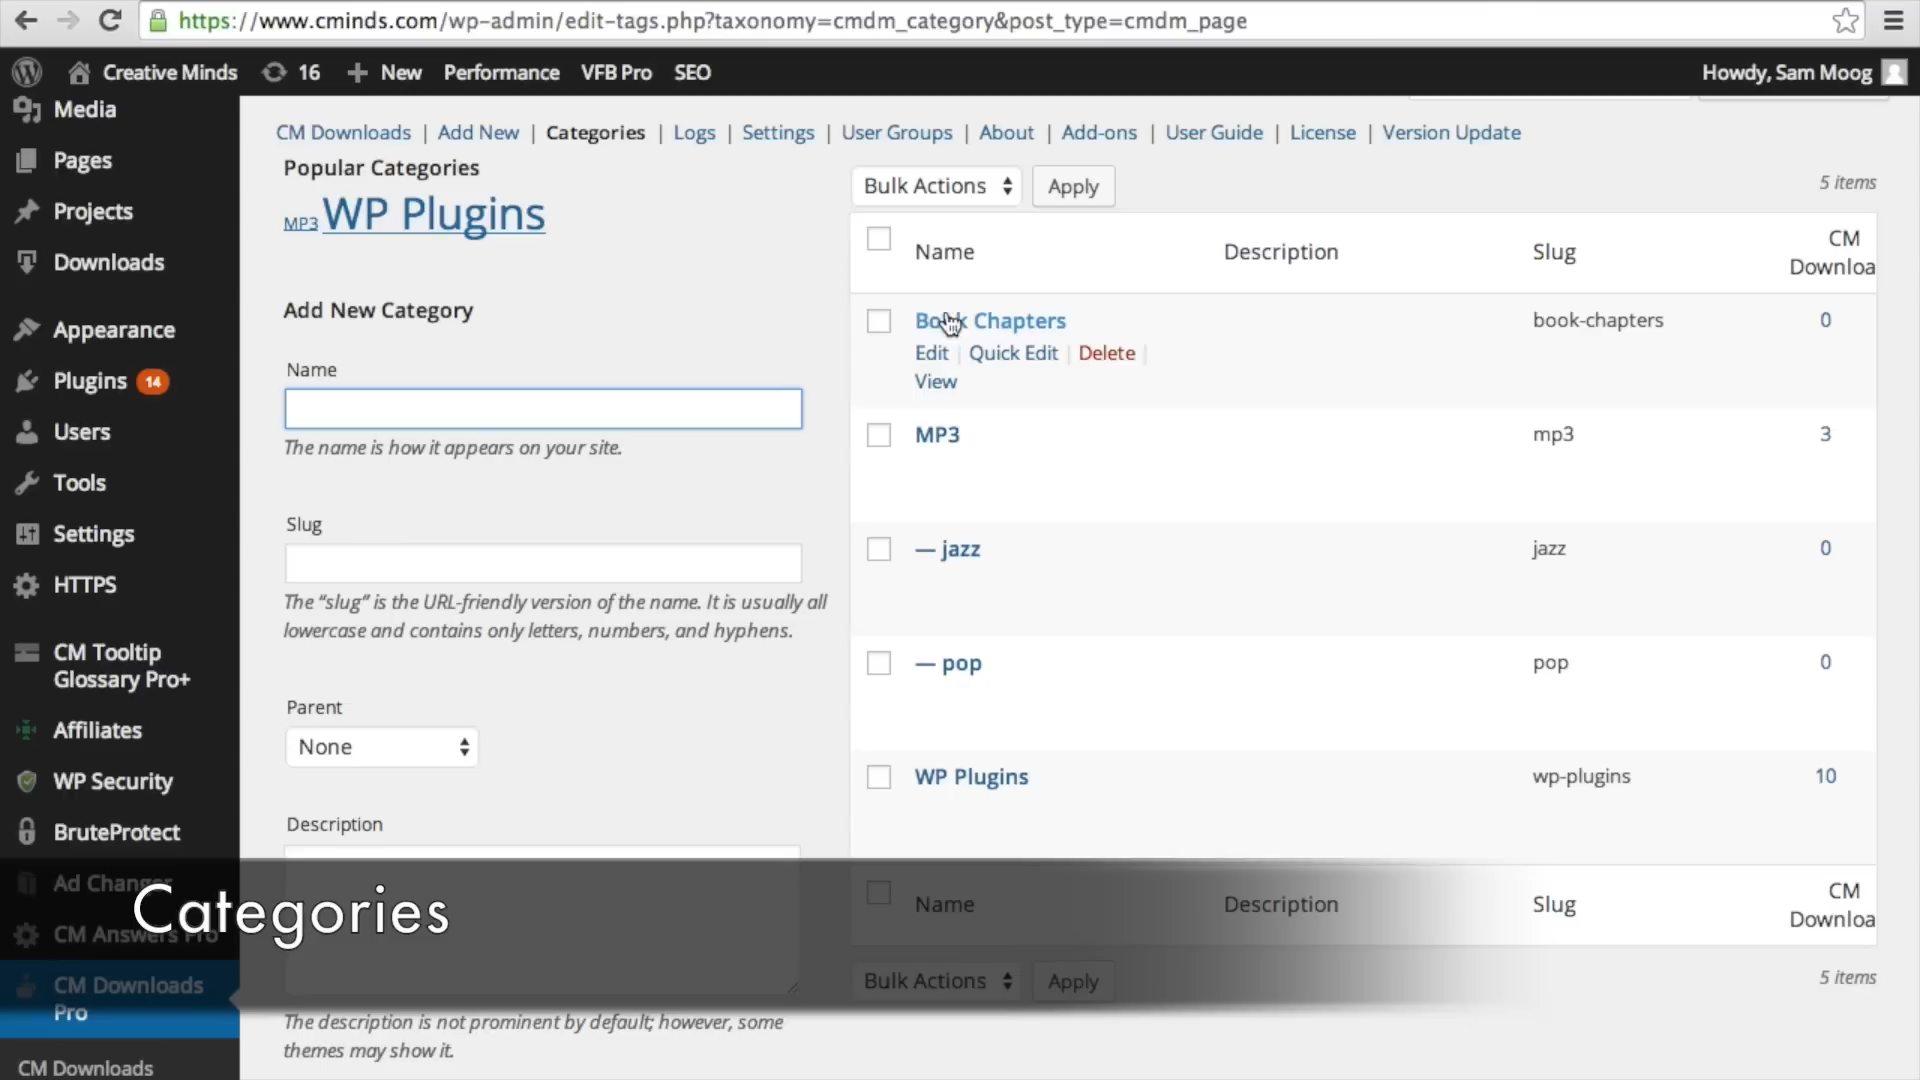 https://www.cminds.com/wp-admin/edit-tags.php?taxonomy=cmdm_category&post_type=cmdm_page
Creative Minds 16 New Performance VFB Pro SEO Howdy, Sam Moog
Media
Pages
Projects
Downloads
Appearance
Plugins 14
Users
Tools
Settings
HTTPS
CM Tooltip
Glossary Pro+
Affiliates
WP Security
BruteProtect
Ad Changer
CM Answers Pro
CM Downloads
Pro
CM Downloads
CM Downloads | Add New | Categories | Logs | Settings | User Groups | About | Add-ons | User Guide | License | Version Update
Popular Categories
MP3 WP Plugins
Add New Category
Name
The name is how it appears on your site.
Slug
The “slug” is the URL-friendly version of the name. It is usually all
lowercase and contains only letters, numbers, and hyphens.
Parent
None
Description
The description is not prominent by default; however, some
themes may show it.
Bulk Actions Apply 5 items
Name Description Slug CM
Downloa
Book Chapters book-chapters 0
Edit | Quick Edit | Delete |
View
MP3 mp3 3
— jazz jazz 0
— pop pop 0
WP Plugins wp-plugins 10
Name Description Slug CM
Downloa
Bulk Actions Apply 5 items
Categories